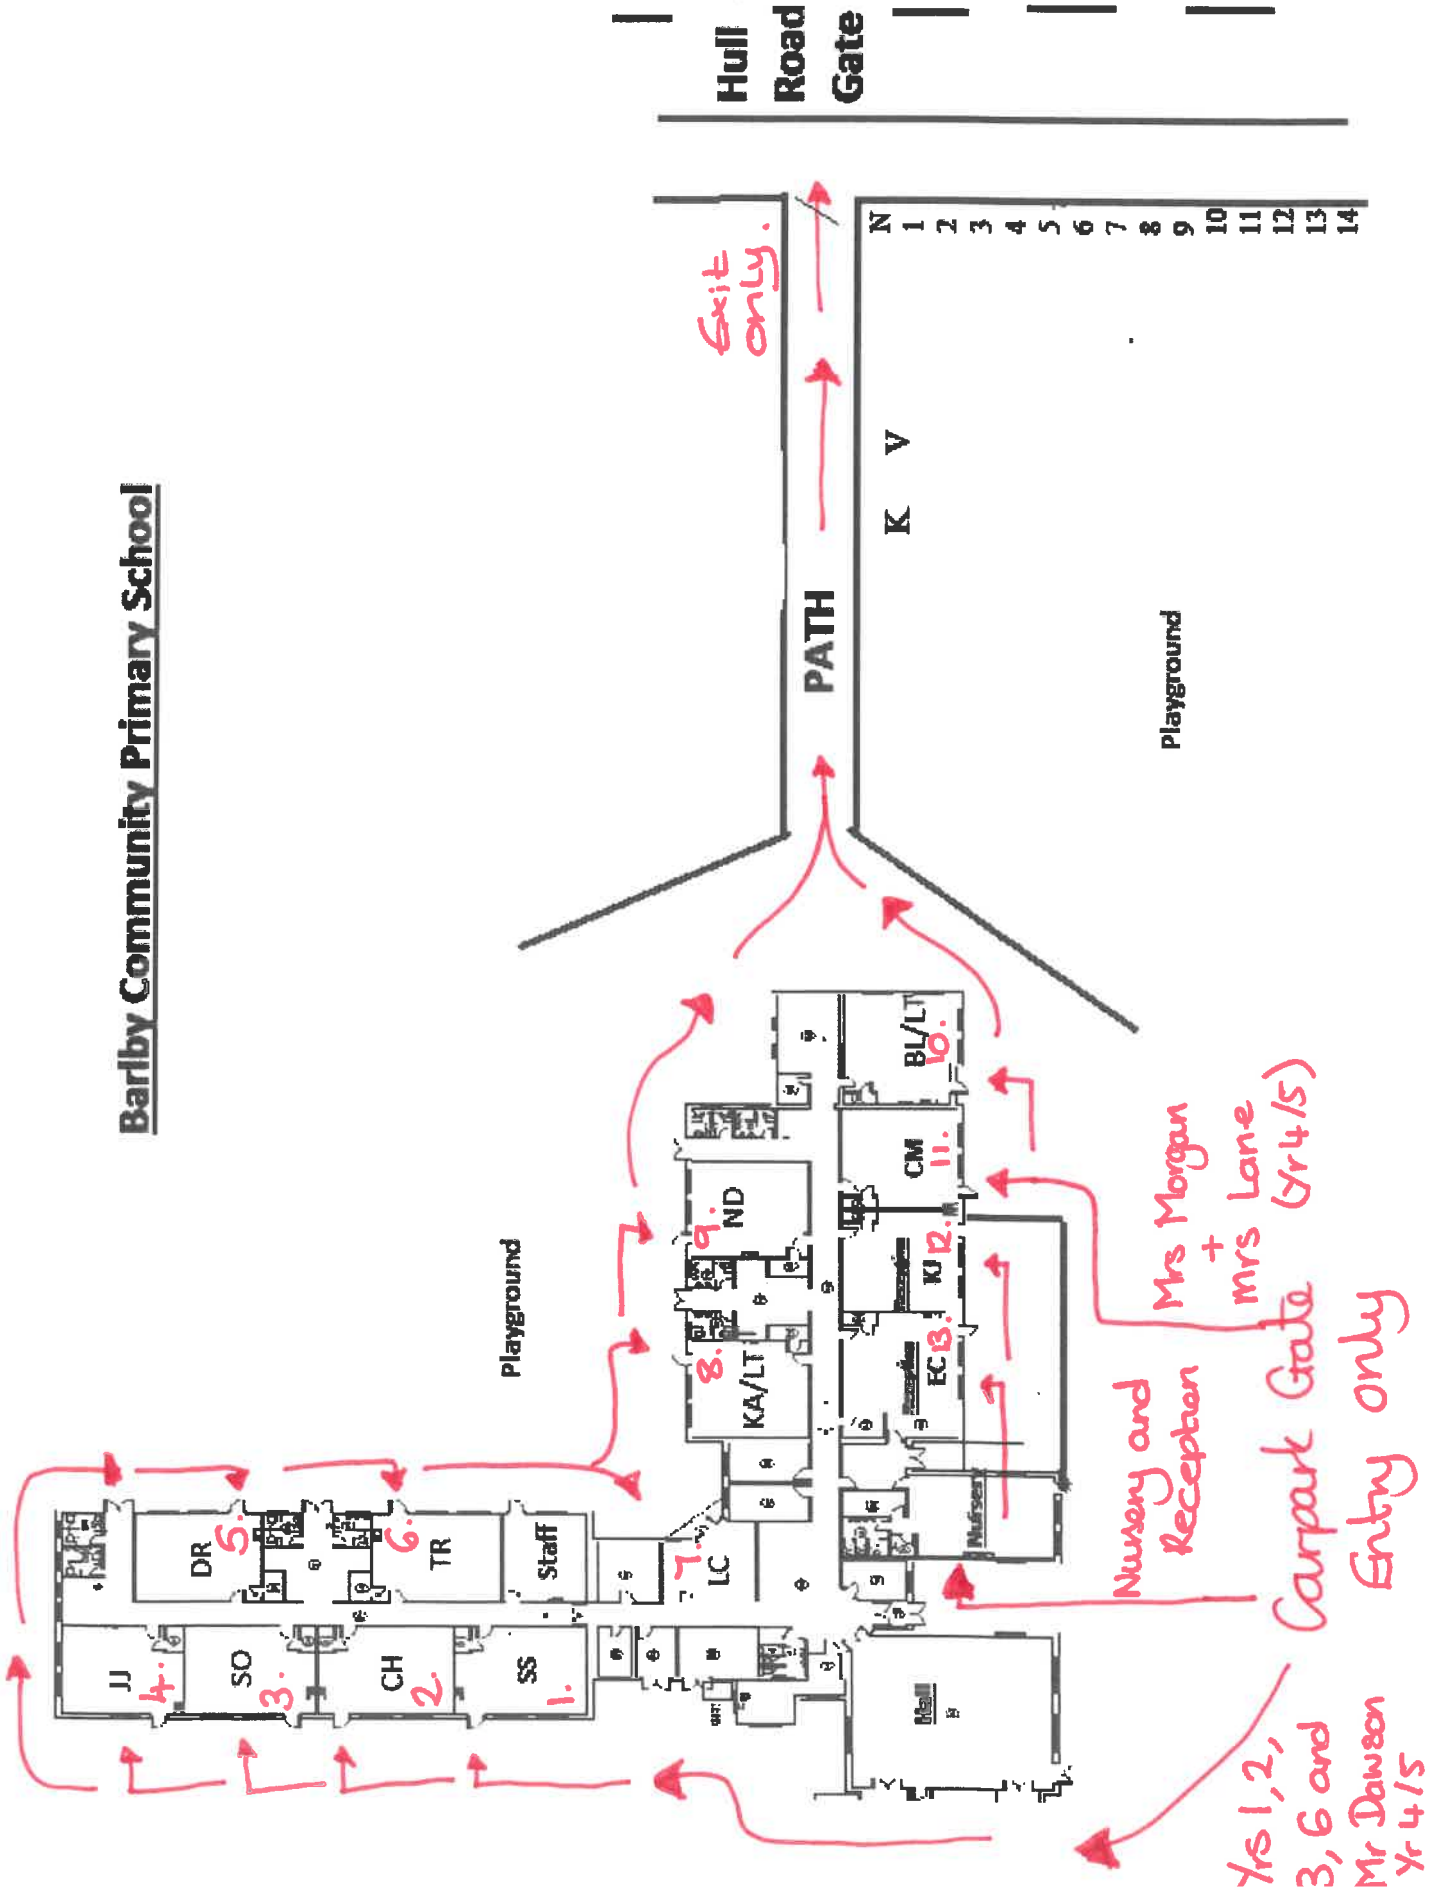 Barlby Community Primary School
Hull
Road
Gate
Exit
only.
PATH
K V
N
1
2
3
4
5
6
7
8
9
10
11
12
13
14
Playground
Playground
JJ
4.
SO
3.
CH
2.
SS
1.
DR
5.
6.
TR
Staff
7.
LC
8.
KA/LT
9.
ND
BL/LT
10.
CM
11.
12.
KJ
Reception
13.
EC
Reception
Nursery
Hall
Mrs Morgan
+
Mrs Lane
(Yr 4/5)
Nursery and
Reception
Carpark Gate
Entry only
Yrs 1, 2,
3, 6 and
Mr Dawson
Yr 4/5